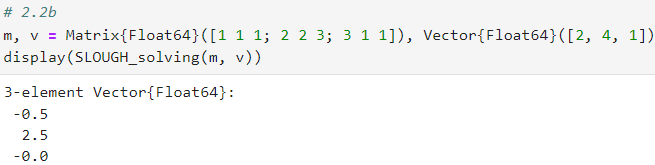 # 2.2b
m, v = Matrix{Float64}([1 1 1; 2 2 3; 3 1 1]), Vector{Float64}([2, 4, 1])
display(SLOUGH_solving(m, v))
3-element Vector{Float64}:
-0.5
2.5
-0.0